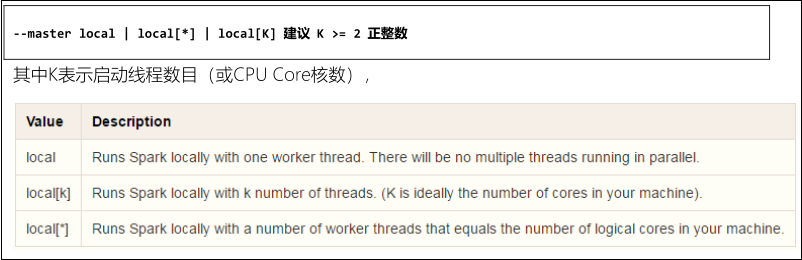 --master local | local[*] | local[K] 建议 K >= 2 正整数
其中K表示启动线程数目（或CPU Core核数），
Value Description
local Runs Spark locally with one worker thread. There will be no multiple threads running in parallel.
local[k] Runs Spark locally with k number of threads. (K is ideally the number of cores in your machine).
local[*] Runs Spark locally with a number of worker threads that equals the number of logical cores in your machine.